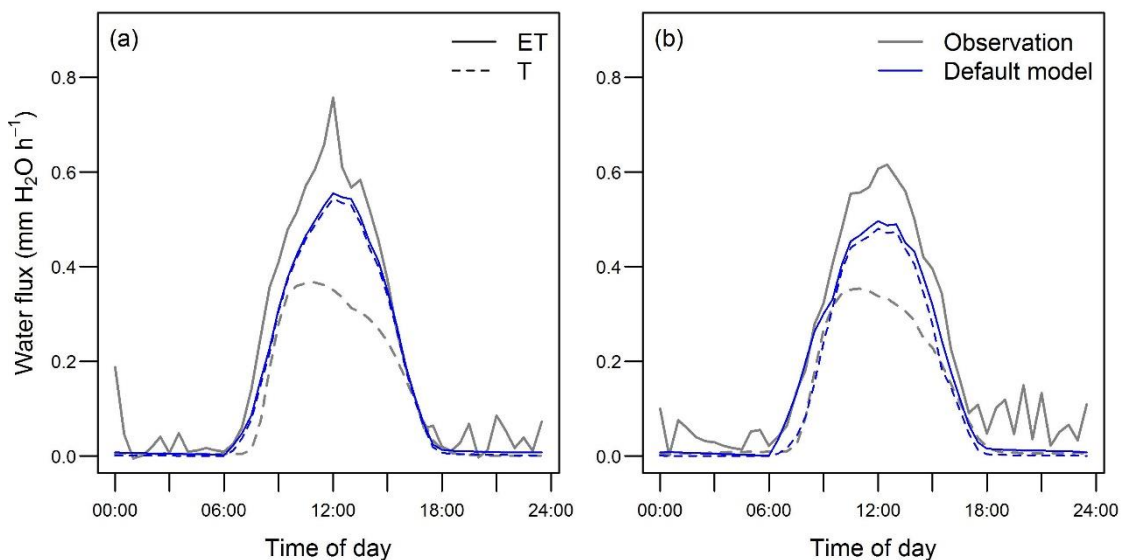 (a)
ET
T
(b)
Observation
Default model
Water flux (mm H₂O h⁻¹)
0.8
0.6
0.4
0.2
0.0
0.8
0.6
0.4
0.2
0.0
00:00 06:00 12:00 18:00 24:00
00:00 06:00 12:00 18:00 24:00
Time of day
Time of day